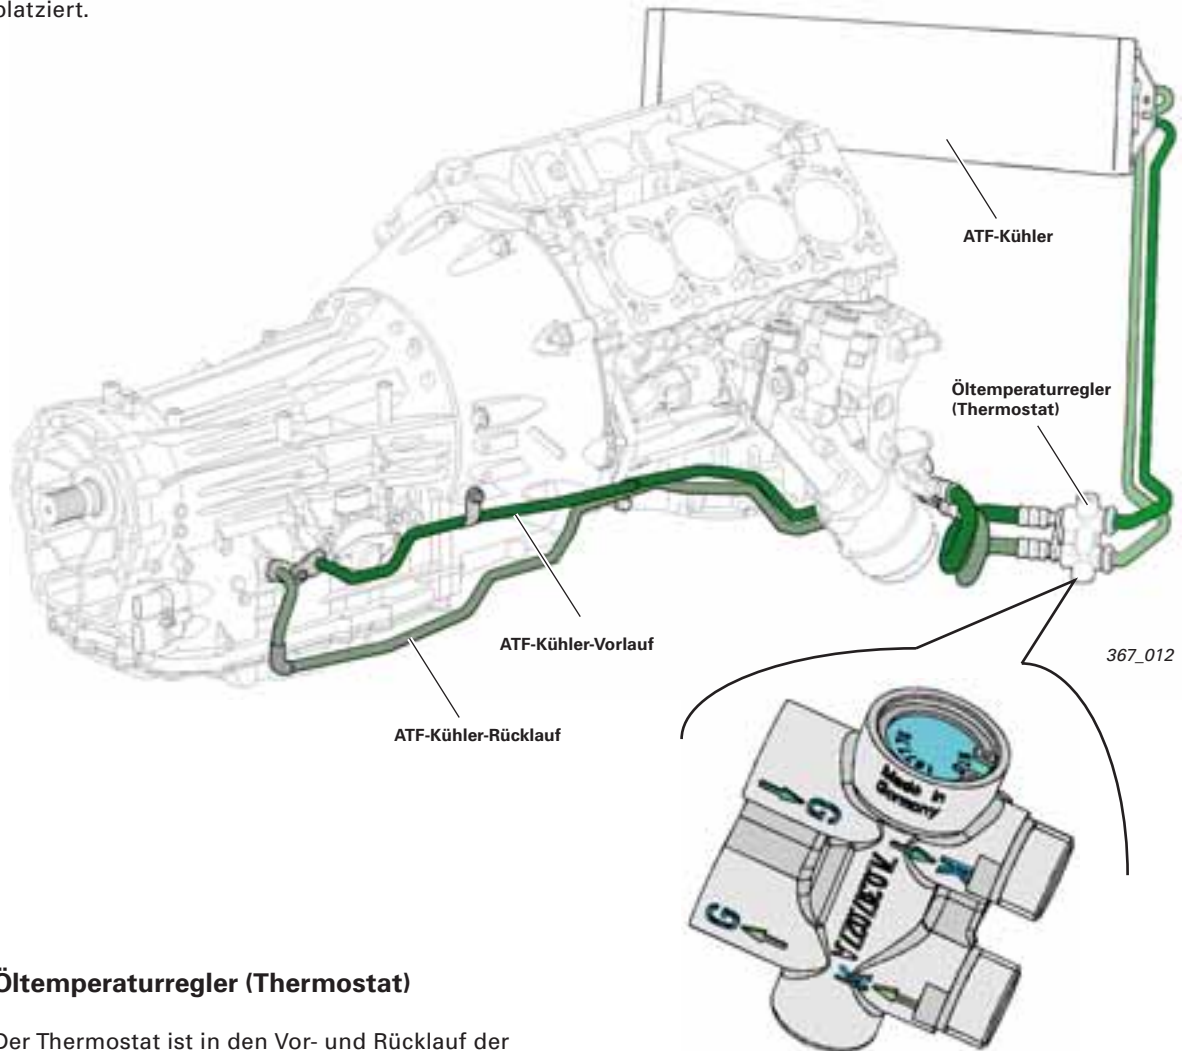 platziert.
ATF-Kühler
Öltemperaturregler
(Thermostat)
ATF-Kühler-Vorlauf
367_012
ATF-Kühler-Rücklauf
Made in
Germany
G
K
G
K
Öltemperaturregler (Thermostat)
Der Thermostat ist in den Vor- und Rücklauf der